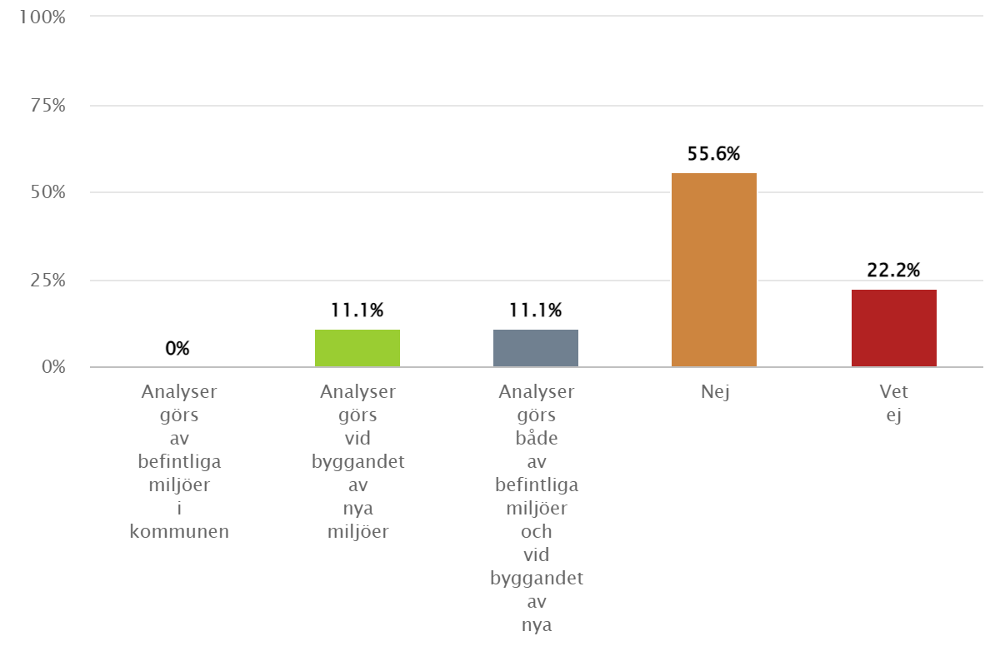 100%
75%
50%
25%
0%
0%
11.1%
11.1%
55.6%
22.2%
Analyser
görs
av
befintliga
miljöer
i
kommunen
Analyser
görs
vid
byggandet
av
nya
miljöer
Analyser
görs
både
av
befintliga
miljöer
och
vid
byggandet
av
nya
Nej
Vet
ej